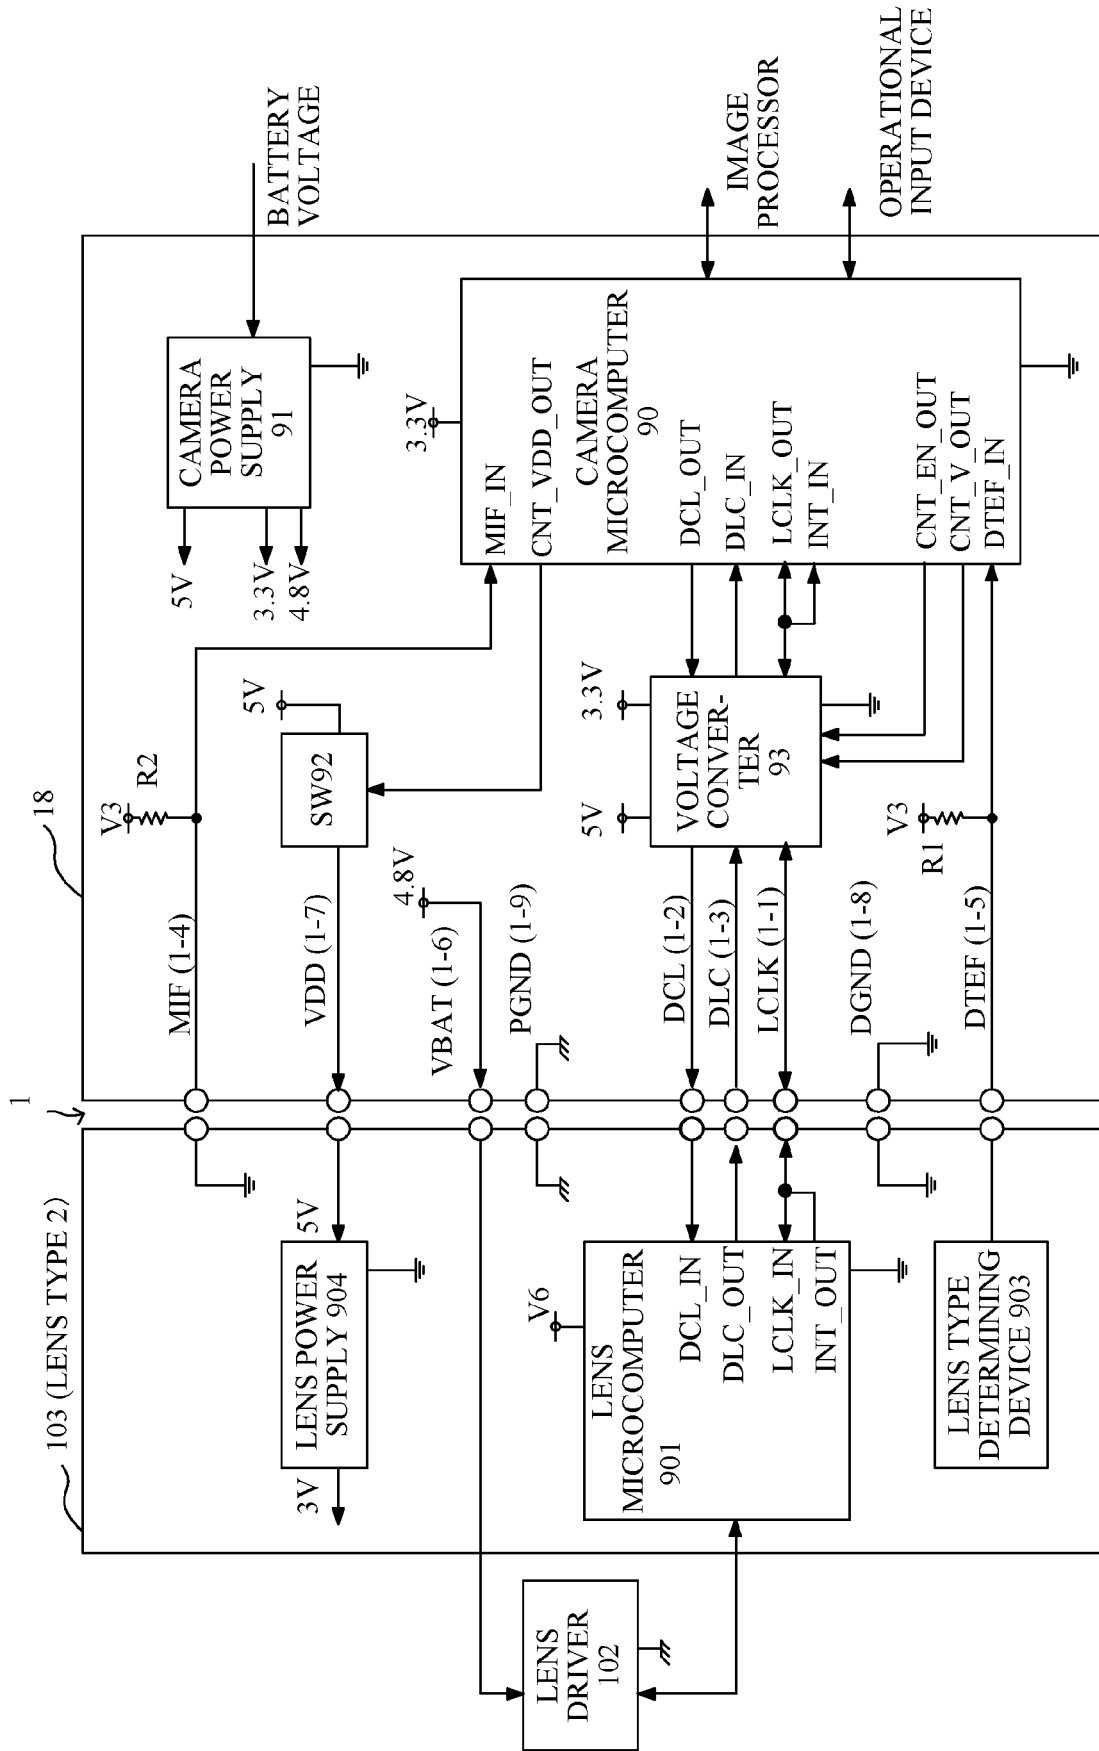 103 (LENS TYPE 2)
1
18
BATTERY
VOLTAGE
CAMERA
POWER
SUPPLY
91
5V
3.3V
4.8V
V3
R2
MIF (1-4)
5V
SW92
VDD (1-7)
5V
LENS POWER
SUPPLY 904
3V
4.8V
VBAT (1-6)
PGND (1-9)
3.3V
MIF_IN
CNT_VDD_OUT
CAMERA
MICROCOMPUTER
90
DCL_OUT
DLC_IN
LCLK_OUT
INT_IN
CNT_EN_OUT
CNT_V_OUT
DTEF_IN
IMAGE
PROCESSOR
OPERATIONAL
INPUT DEVICE
5V
3.3V
VOLTAGE
CONVER-
TER
93
DCL (1-2)
DLC (1-3)
LCLK (1-1)
DGND (1-8)
V3
R1
DTEF (1-5)
V6
LENS
MICROCOMPUTER
901
DCL_IN
DLC_OUT
LCLK_IN
INT_OUT
LENS TYPE
DETERMINING
DEVICE 903
LENS
DRIVER
102